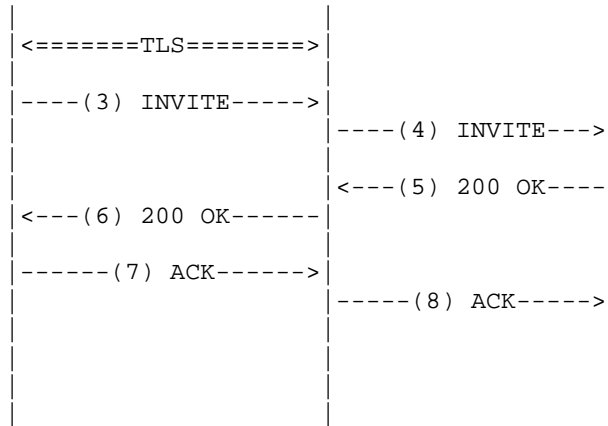 |<=======TLS========>|
|----(3) INVITE----->|
|----(4) INVITE--->
<---(5) 200 OK----
|<---(6) 200 OK------|
|------(7) ACK------>|
|-----(8) ACK----->